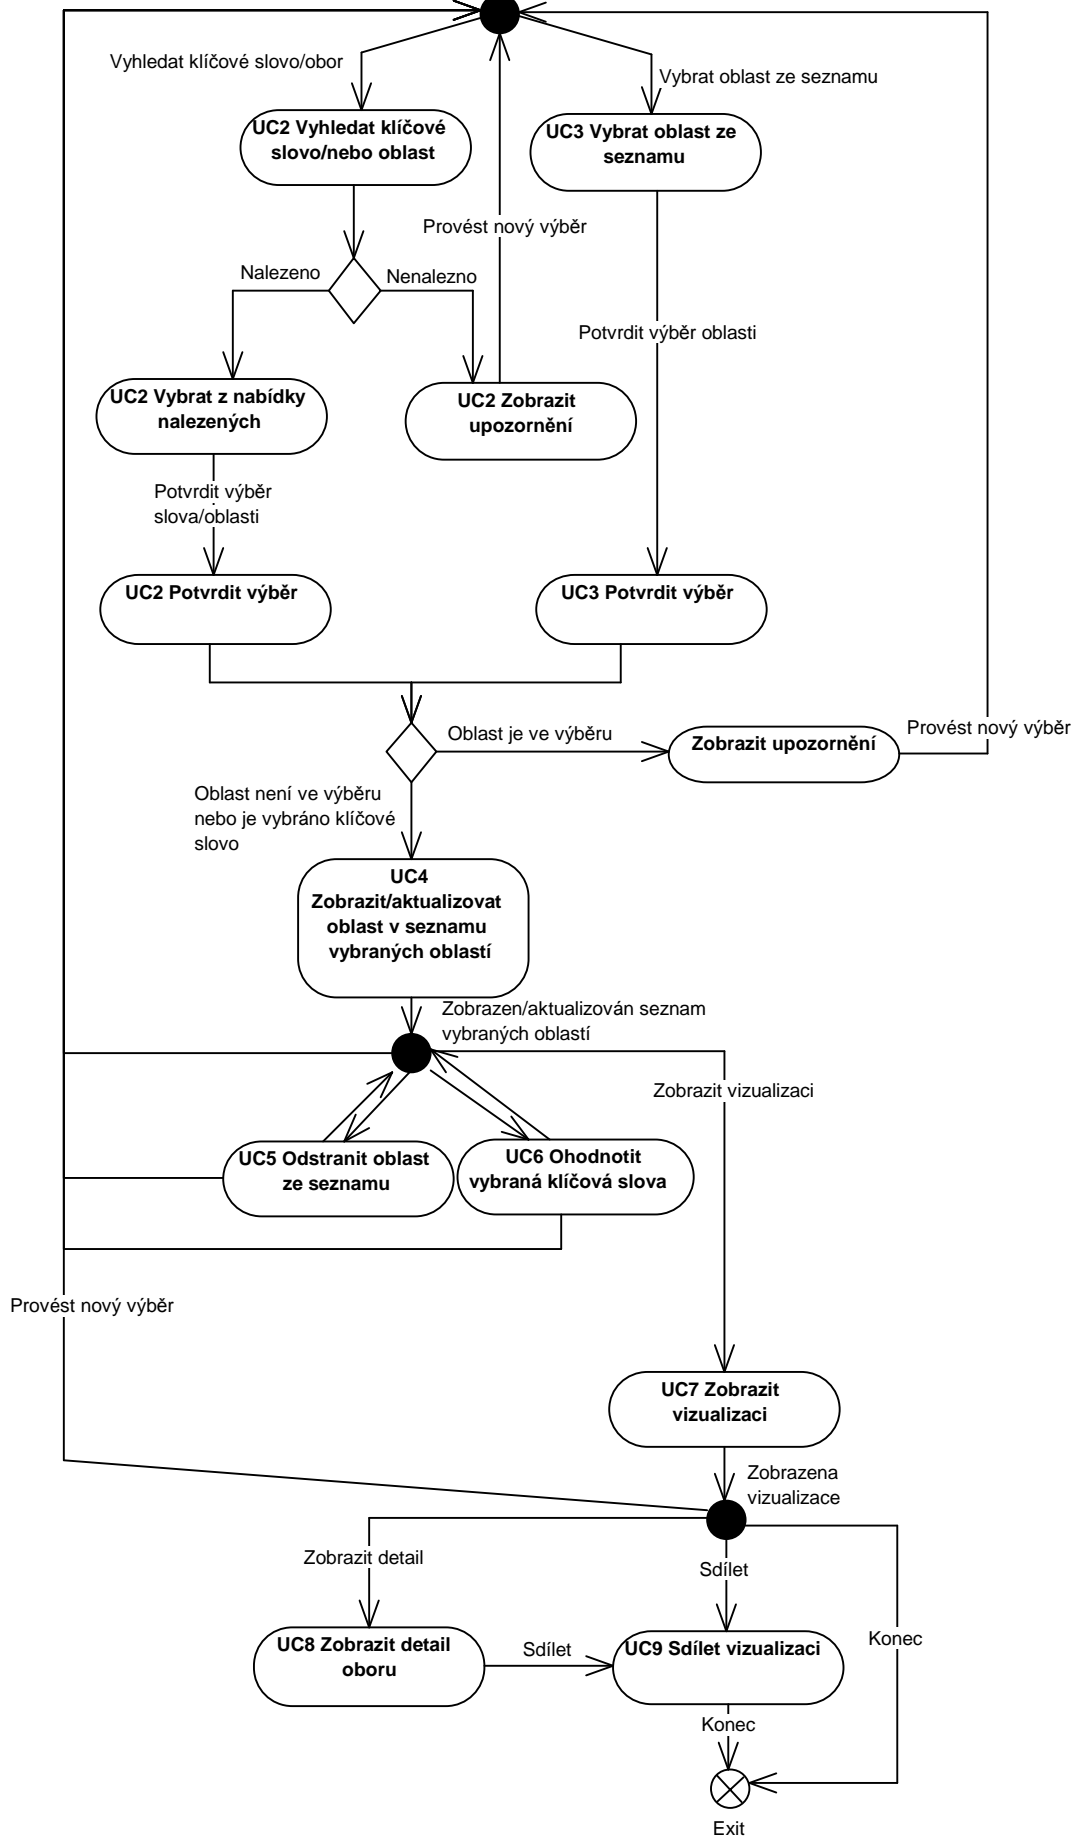 Vyhledat klíčové slovo/obor
Vybrat oblast ze seznamu
UC2 Vyhledat klíčové
slovo/nebo oblast
UC3 Vybrat oblast ze
seznamu
Provést nový výběr
Nalezeno
Nenalezno
Potvrdit výběr oblasti
UC2 Vybrat z nabídky
nalezených
UC2 Zobrazit
upozornění
Potvrdit výběr
slova/oblasti
UC2 Potvrdit výběr
UC3 Potvrdit výběr
Oblast je ve výběru
Zobrazit upozornění
Provést nový výběr
Oblast není ve výběru
nebo je vybráno klíčové
slovo
UC4
Zobrazit/aktualizovat
oblast v seznamu
vybraných oblastí
Zobrazen/aktualizován seznam
vybraných oblastí
Zobrazit vizualizaci
UC5 Odstranit oblast
ze seznamu
UC6 Ohodnotit
vybraná klíčová slova
Provést nový výběr
UC7 Zobrazit
vizualizaci
Zobrazena
vizualizace
Zobrazit detail
Sdílet
UC8 Zobrazit detail
oboru
Sdílet
UC9 Sdílet vizualizaci
Konec
Konec
Exit